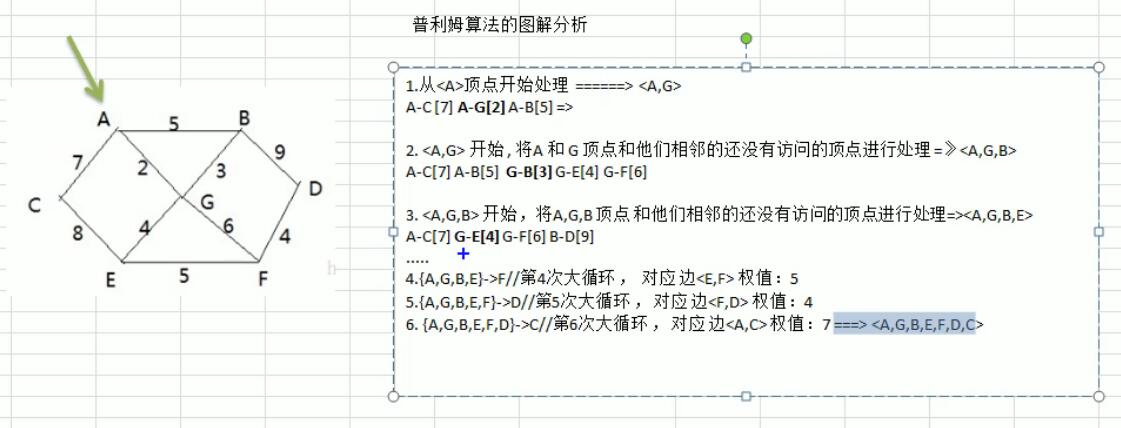 普利姆算法的图解分析
1.从<A>顶点开始处理 ======> <A,G>
A-C [7] A-G[2] A-B[5] =>
2. <A,G> 开始 , 将A 和 G 顶点和他们相邻的还没有访问的顶点进行处理 =》<A,G,B>
A-C[7] A-B[5] G-B[3] G-E[4] G-F[6]
3. <A,G,B> 开始，将A,G,B 顶点 和他们相邻的还没有访问的顶点进行处理=><A,G,B,E>
A-C[7] G-E[4] G-F[6] B-D[9]
.....
4.{A,G,B,E}->F//第4次大循环 ， 对应边<E,F> 权值：5
5.{A,G,B,E,F}->D//第5次大循环 ， 对应边<F,D> 权值：4
6. {A,G,B,E,F,D}->C//第6次大循环 ，对应边<A,C> 权值：7 ===> <A,G,B,E,F,D,C>
A
5
B
7
2
3
9
C
G
D
8
4
6
4
E
5
F
h